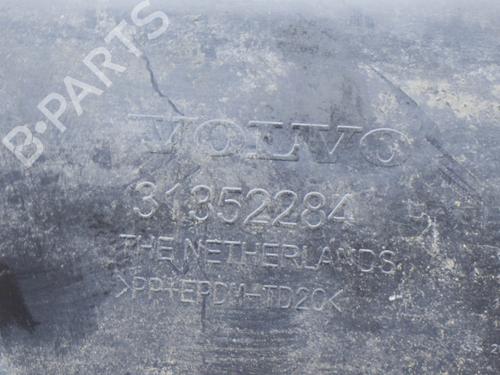 B-PARTS
VOLVO
31352284
THE NETHERLANDS
>PP+EPDM-TD20<